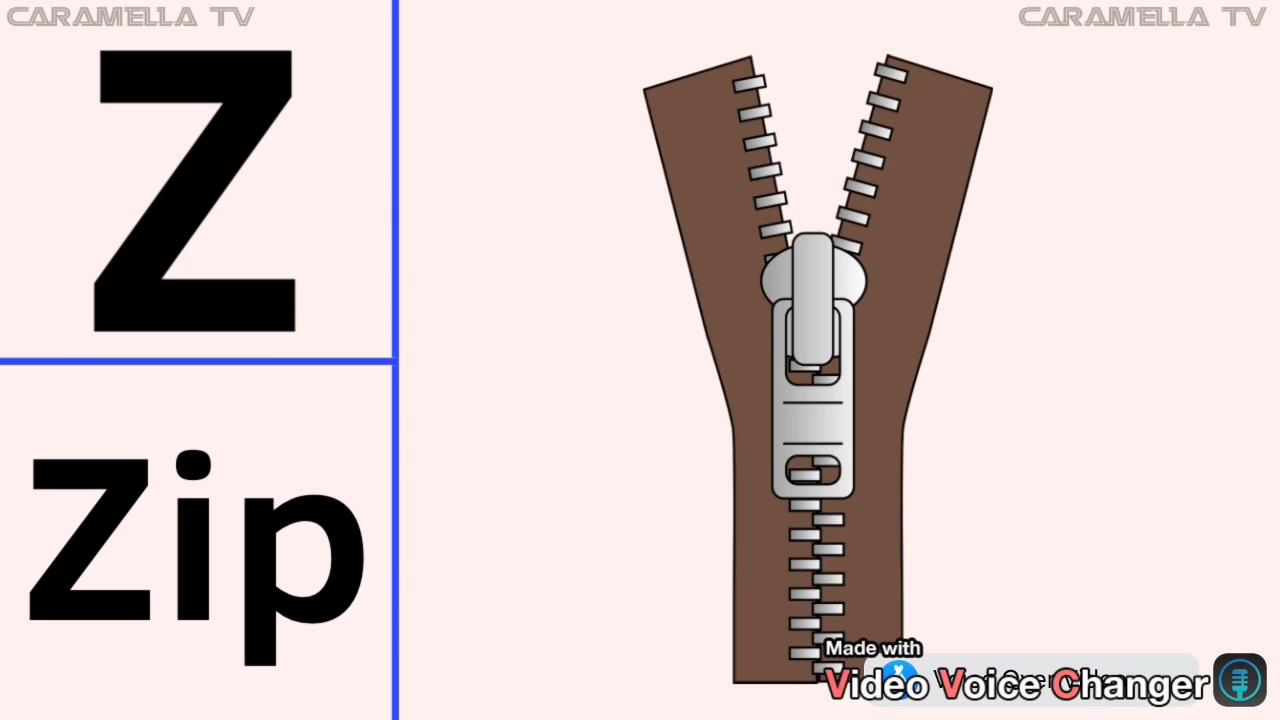 CARAMELLA TV
CARAMELLA TV
Z
Zip
Made with
Video Voice Changer